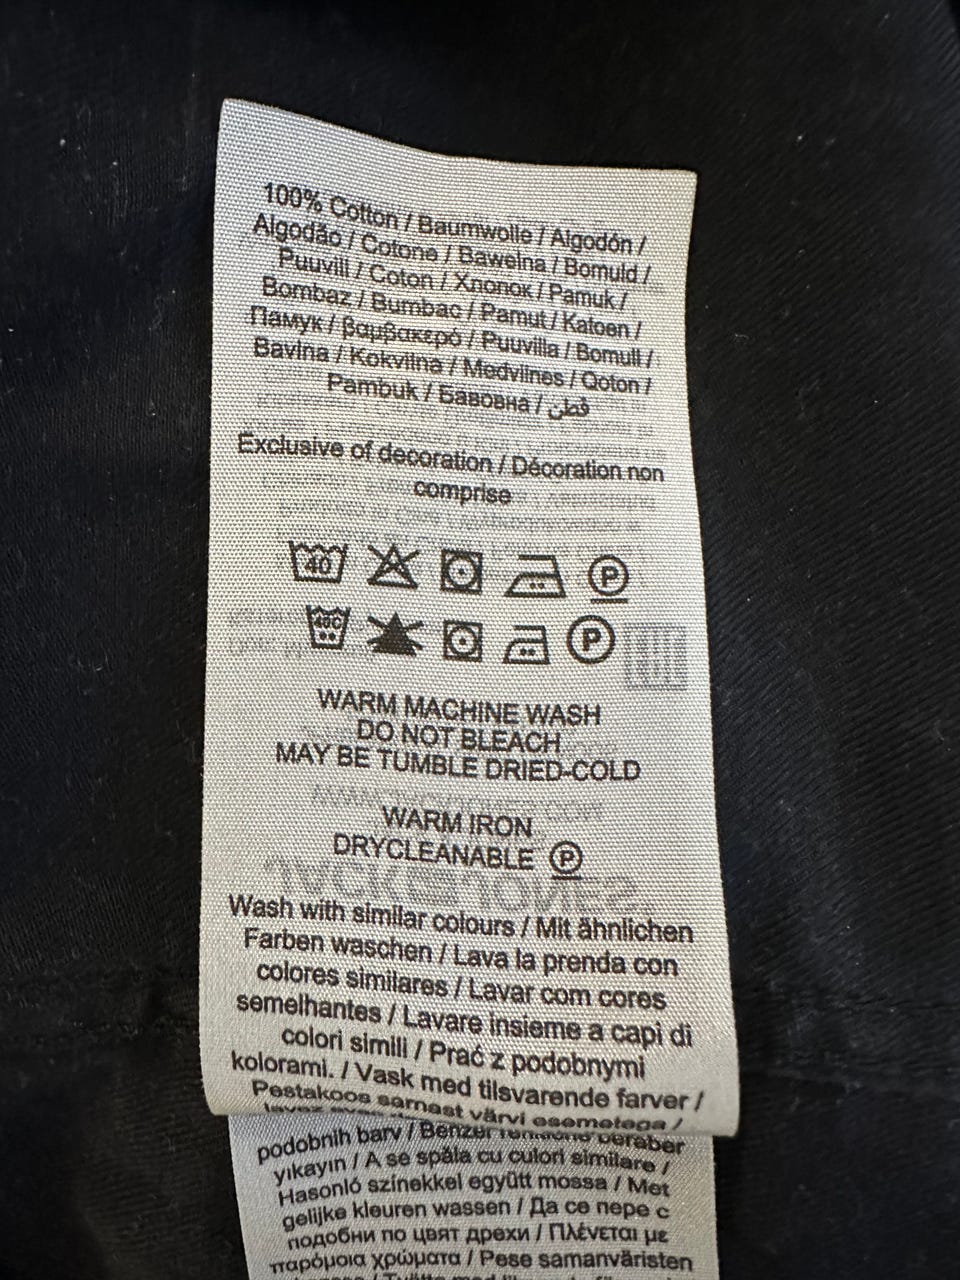 100% Cotton / Baumwolle / Algodón /
Algodão / Cotone / Bawełna / Bomuld /
Puuvill / Coton / Хлопок / Pamuk /
Bombaz / Bumbac / Pamut / Katoen /
Памук / βαμβακερό / Puuvilla / Bomull /
Bavlna / Kokvilna / Medvilnes / Qoton /
Pambuk / Бавовна / قطن
Exclusive of decoration / Décoration non
comprise
40 P
40C P
WARM MACHINE WASH
DO NOT BLEACH
MAY BE TUMBLE DRIED-COLD
WARM IRON
DRYCLEANABLE P
Wash with similar colours / Mit ähnlichen
Farben waschen / Lava la prenda con
colores similares / Lavar com cores
semelhantes / Lavare insieme a capi di
colori simili / Prać z podobnymi
kolorami. / Vask med tilsvarende farver /
Pestakoos samast värvi esemetega /
podobnih barv / Benzer beraber
yıkayın / A se spăla cu culori similare /
Hasonló színekkel együtt mossa / Met
gelijke kleuren wassen / Да се пере с
подобни по цвят дрехи / Πλένεται με
παρόμοια χρώματα / Pese samanväristen